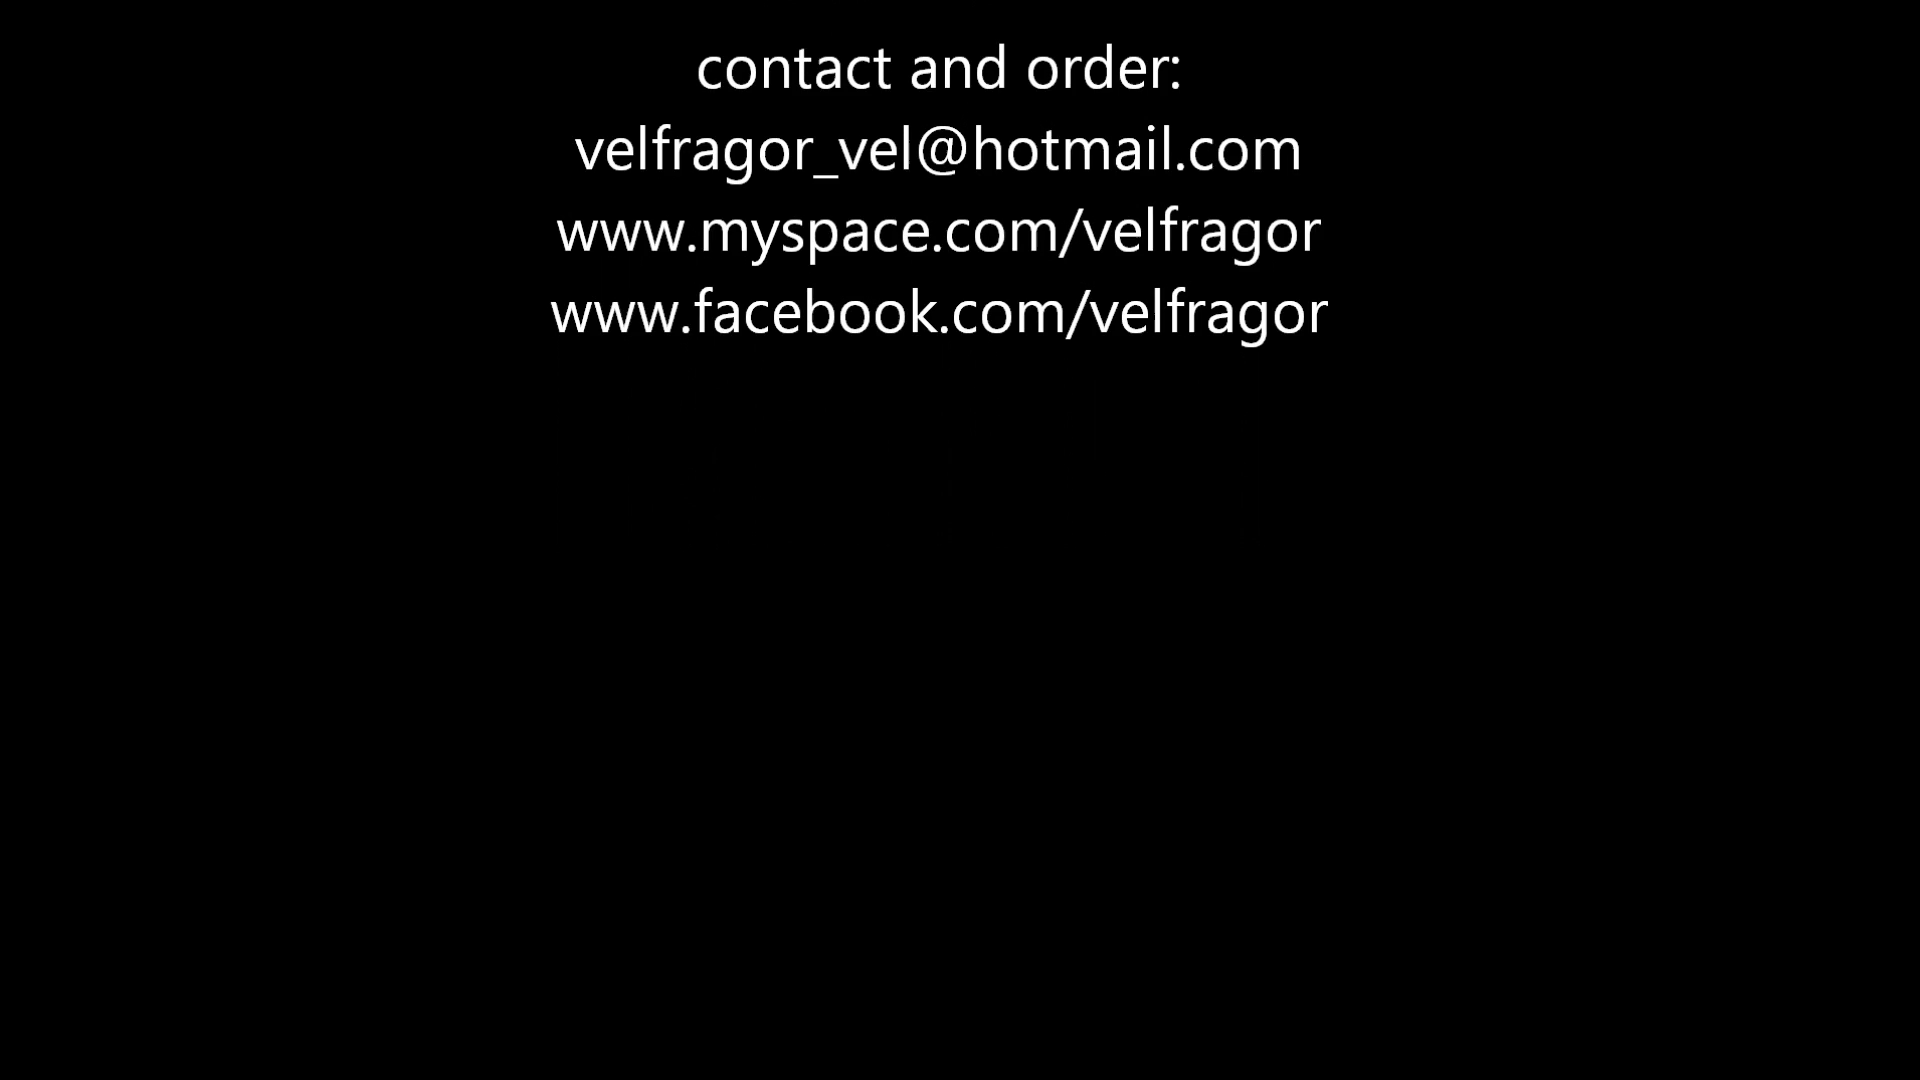 contact and order:
velfragor_vel@hotmail.com
www.myspace.com/velfragor
www.facebook.com/velfragor